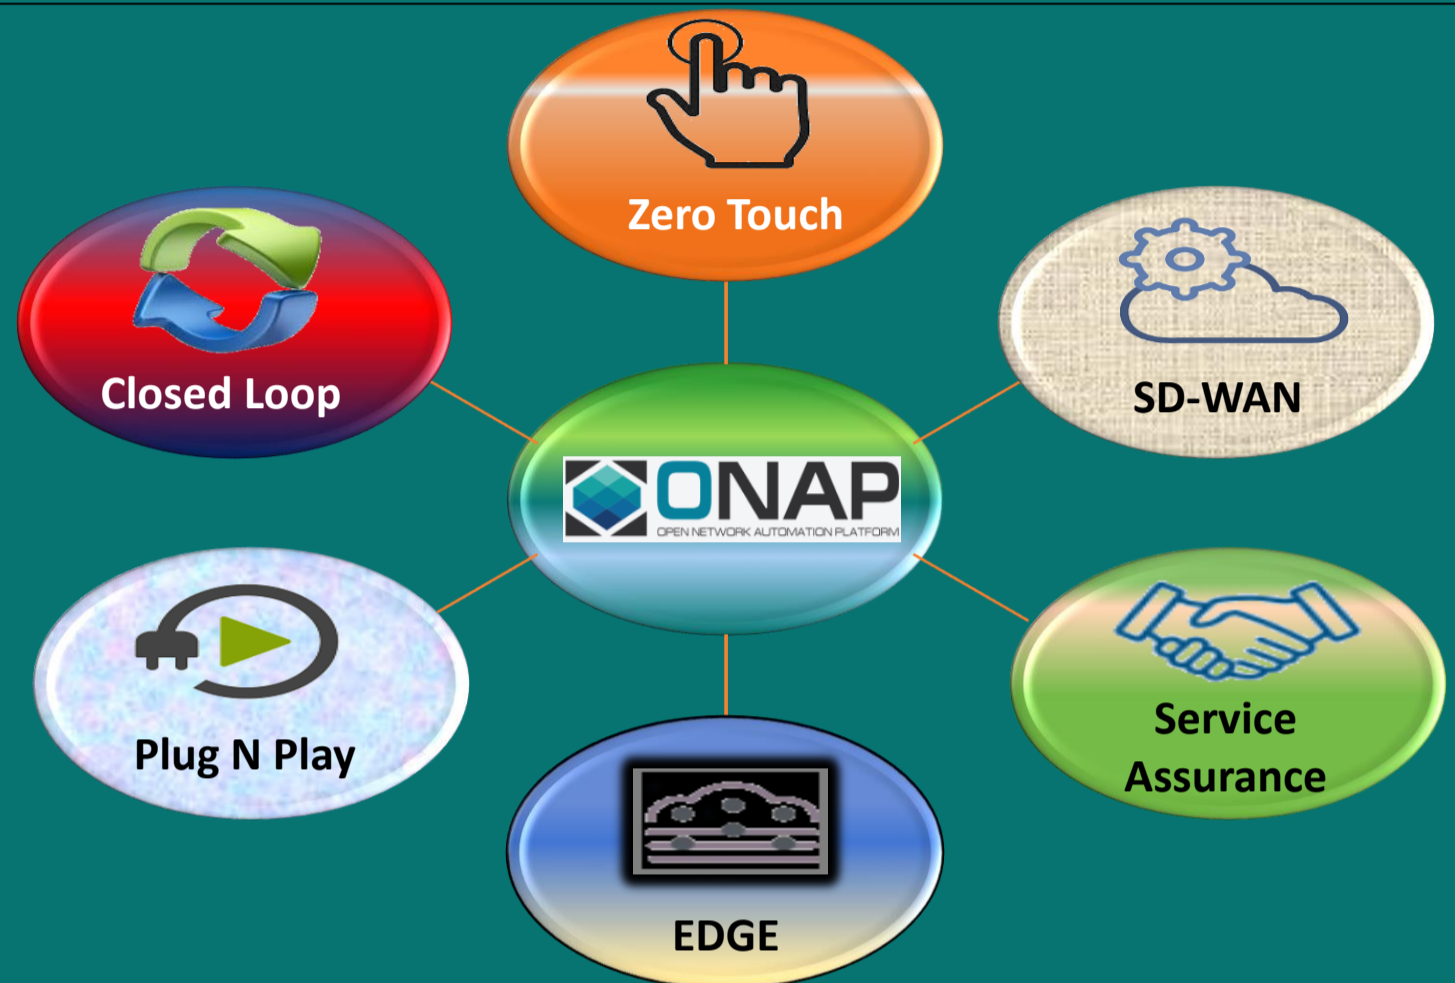 Zero Touch
Closed Loop
SD-WAN
ONAP
OPEN NETWORK AUTOMATION PLATFORM
Plug N Play
Service
Assurance
EDGE